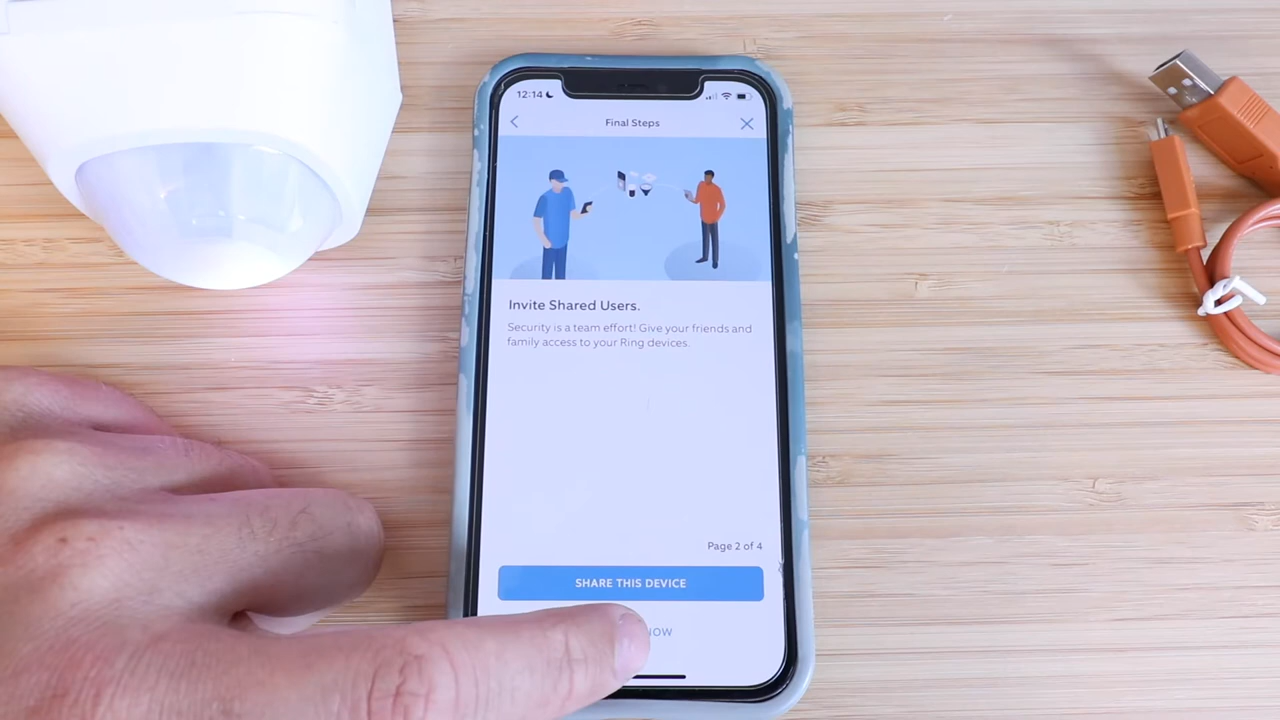 12:14
Final Steps
Invite Shared Users.
Security is a team effort! Give your friends and
family access to your Ring devices.
Page 2 of 4
SHARE THIS DEVICE
NOW